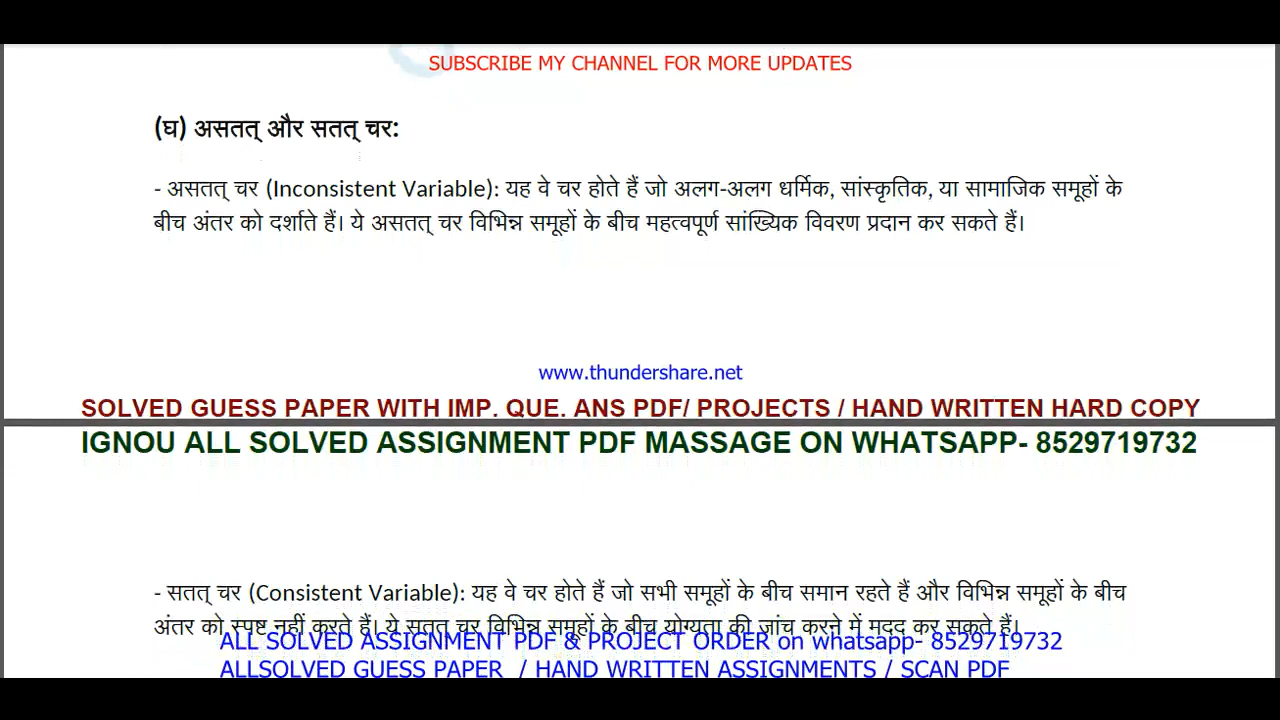 SUBSCRIBE MY CHANNEL FOR MORE UPDATES
(घ) असतत् और सतत् चर:
- असतत् चर (Inconsistent Variable): यह वे चर होते हैं जो अलग-अलग धर्मिक, सांस्कृतिक, या सामाजिक समूहों के
बीच अंतर को दर्शाते हैं। ये असतत् चर विभिन्न समूहों के बीच महत्वपूर्ण सांख्यिक विवरण प्रदान कर सकते हैं।
www.thundershare.net
SOLVED GUESS PAPER WITH IMP. QUE. ANS PDF/ PROJECTS / HAND WRITTEN HARD COPY
IGNOU ALL SOLVED ASSIGNMENT PDF MASSAGE ON WHATSAPP- 8529719732
- सतत् चर (Consistent Variable): यह वे चर होते हैं जो सभी समूहों के बीच समान रहते हैं और विभिन्न समूहों के बीच
अंतर को स्पष्ट नहीं करते हैं। ये सतत् चर विभिन्न समूहों के बीच योग्यता की जांच करने में मदद कर सकते हैं।
ALL SOLVED ASSIGNMENT PDF & PROJECT ORDER on whatsapp- 8529719732
ALLSOLVED GUESS PAPER / HAND WRITTEN ASSIGNMENTS / SCAN PDF